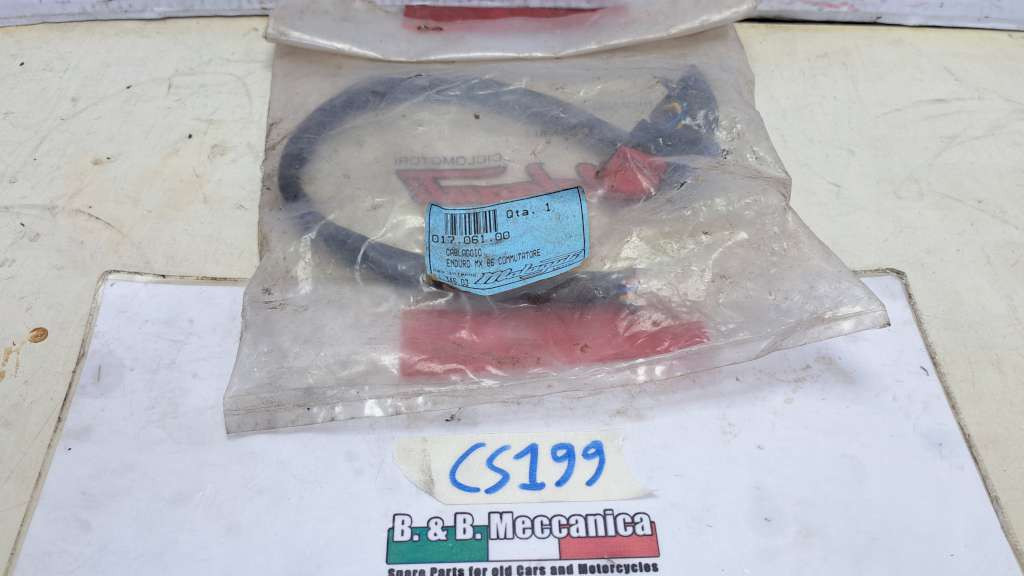 CICLOMOTORI
Qta. 1
017.061.00
CABLAGGIO
ENDURO MX 86 COMMUTATORE
Malaguti
CS199
B. & B. Meccanica
Spare Parts for old Cars and Motorcycles